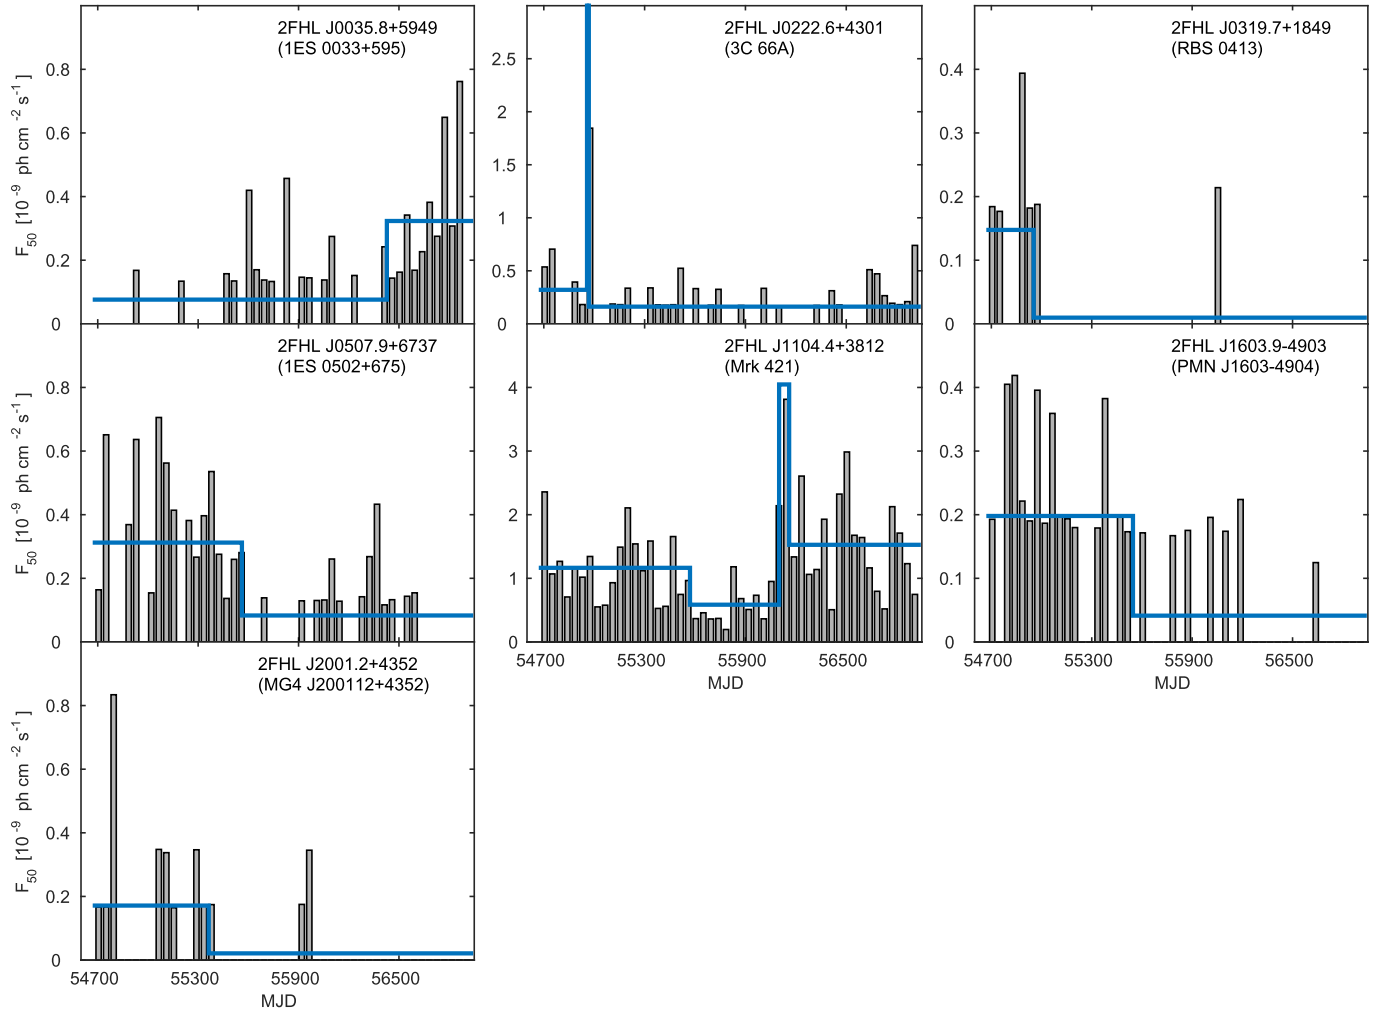 2FHL J0035.8+5949
(1ES 0033+595)
0.8
0.6
0.4
0.2
0
F50 [10-9 ph cm-2 s-1]
2FHL J0222.6+4301
(3C 66A)
2.5
2
1.5
1
0.5
0
2FHL J0319.7+1849
(RBS 0413)
0.4
0.3
0.2
0.1
0
2FHL J0507.9+6737
(1ES 0502+675)
0.8
0.6
0.4
0.2
0
F50 [10-9 ph cm-2 s-1]
2FHL J1104.4+3812
(Mrk 421)
4
3
2
1
0
54700 55300 55900 56500
MJD
2FHL J1603.9-4903
(PMN J1603-4904)
0.4
0.3
0.2
0.1
0
54700 55300 55900 56500
MJD
2FHL J2001.2+4352
(MG4 J200112+4352)
0.8
0.6
0.4
0.2
0
F50 [10-9 ph cm-2 s-1]
54700 55300 55900 56500
MJD